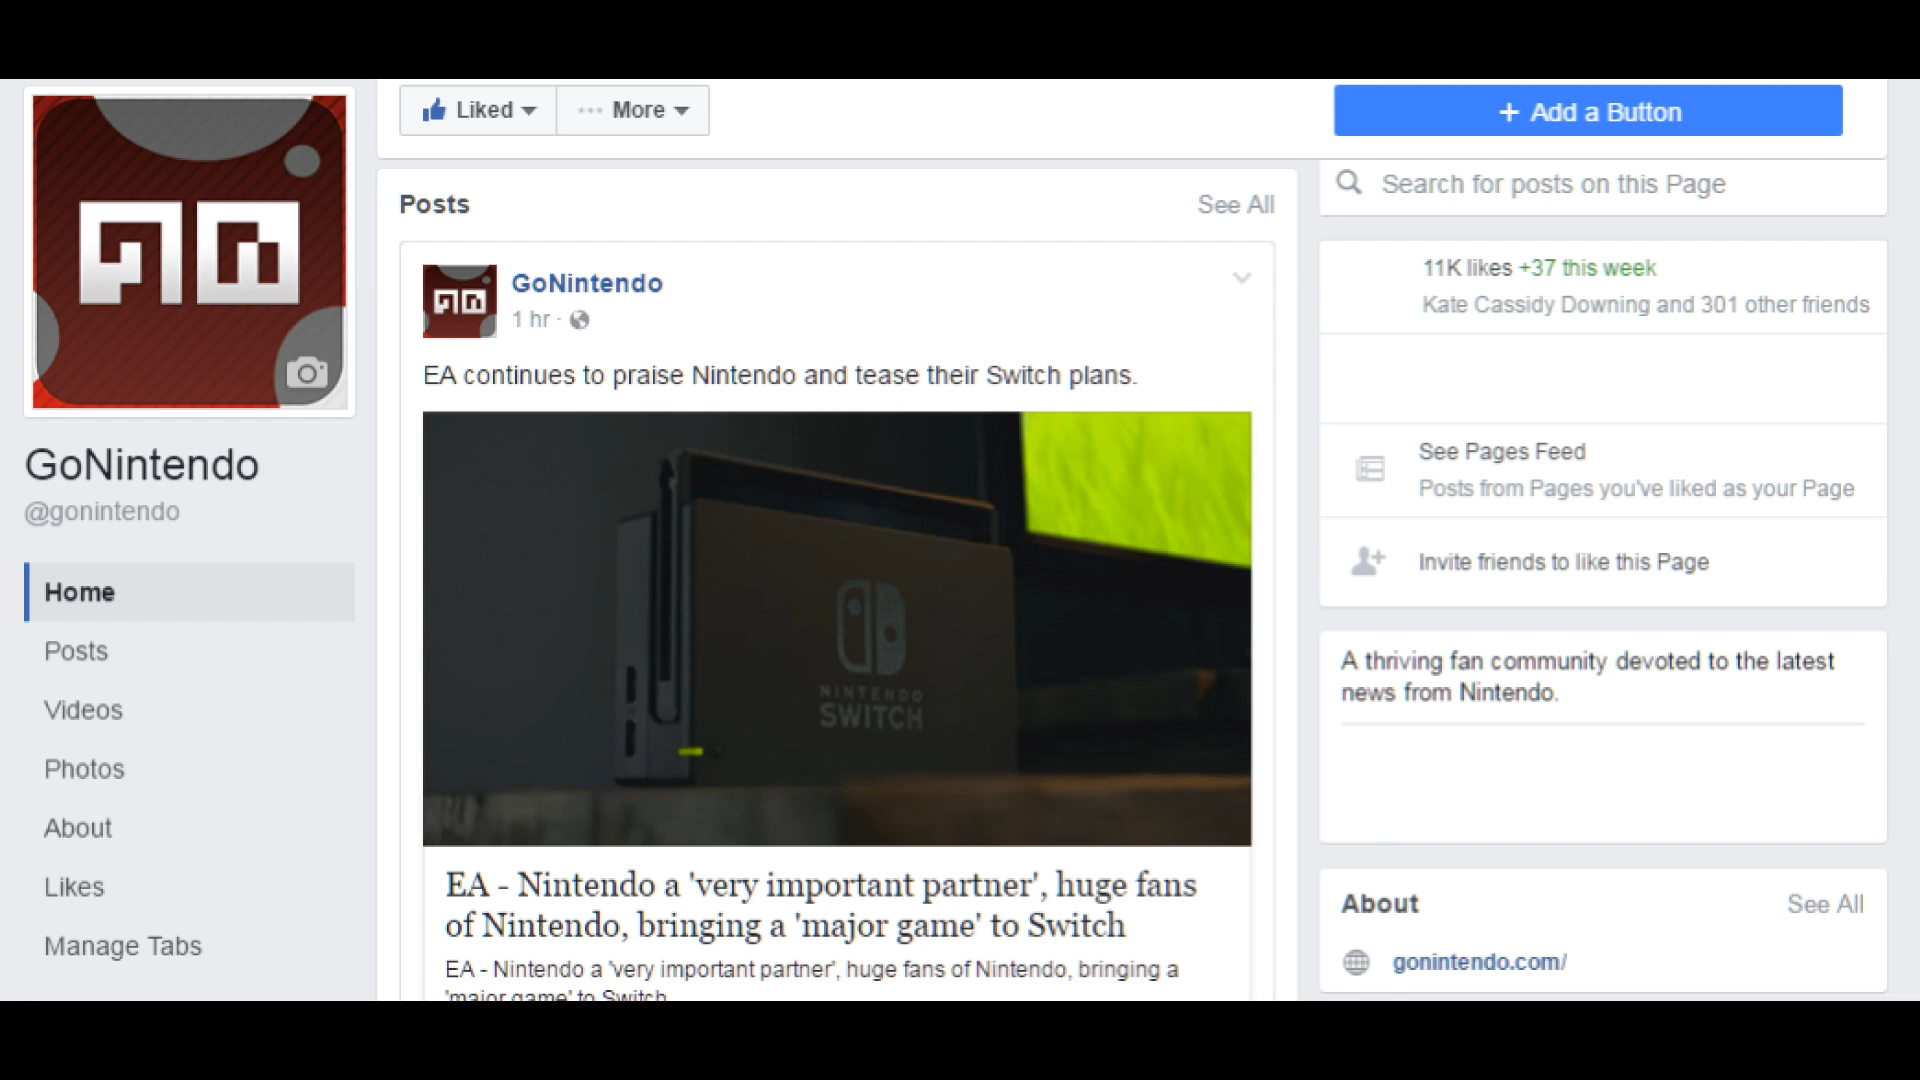 Liked
More
+ Add a Button
Search for posts on this Page
Posts
See All
GoNintendo
1 hr ·
EA continues to praise Nintendo and tease their Switch plans.
NINTENDO
SWITCH
EA - Nintendo a 'very important partner', huge fans
of Nintendo, bringing a 'major game' to Switch
EA - Nintendo a 'very important partner', huge fans of Nintendo, bringing a
'major game' to Switch
GoNintendo
@gonintendo
Home
Posts
Videos
Photos
About
Likes
Manage Tabs
11K likes +37 this week
Kate Cassidy Downing and 301 other friends
See Pages Feed
Posts from Pages you've liked as your Page
Invite friends to like this Page
A thriving fan community devoted to the latest
news from Nintendo.
About
See All
gonintendo.com/